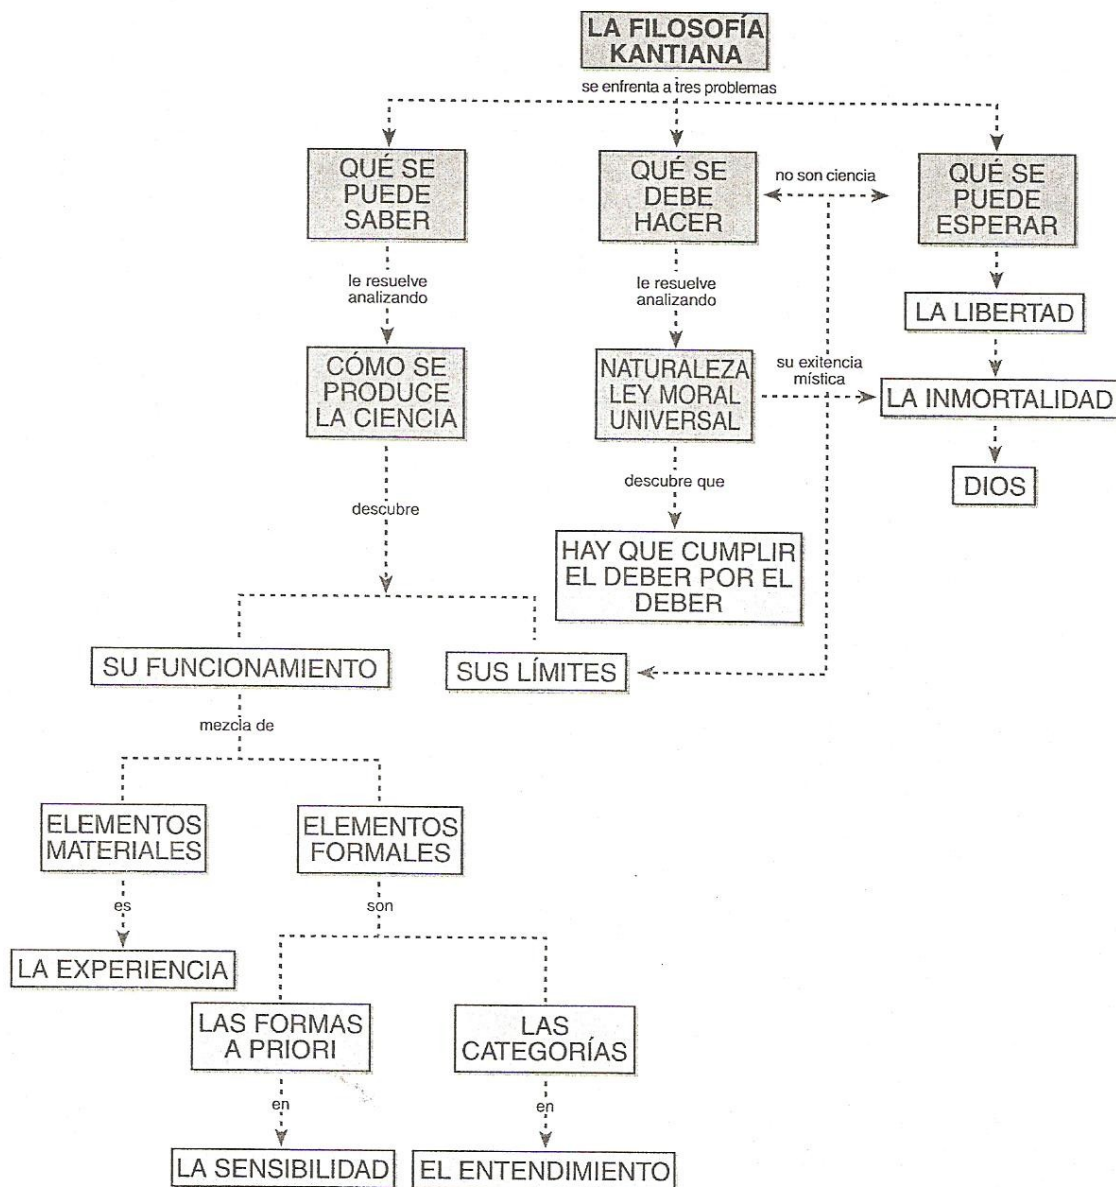 LA FILOSOFÍA
KANTIANA
se enfrenta a tres problemas
QUÉ SE
PUEDE
SABER
QUÉ SE
DEBE
HACER
no son ciencia
QUÉ SE
PUEDE
ESPERAR
le resuelve
analizando
le resuelve
analizando
LA LIBERTAD
CÓMO SE
PRODUCE
LA CIENCIA
NATURALEZA
LEY MORAL
UNIVERSAL
su exitencia
mística
LA INMORTALIDAD
DIOS
descubre
descubre que
HAY QUE CUMPLIR
EL DEBER POR EL
DEBER
SU FUNCIONAMIENTO
SUS LÍMITES
mezcla de
ELEMENTOS
MATERIALES
ELEMENTOS
FORMALES
es
son
LA EXPERIENCIA
LAS FORMAS
A PRIORI
LAS
CATEGORÍAS
en
en
LA SENSIBILIDAD
EL ENTENDIMIENTO